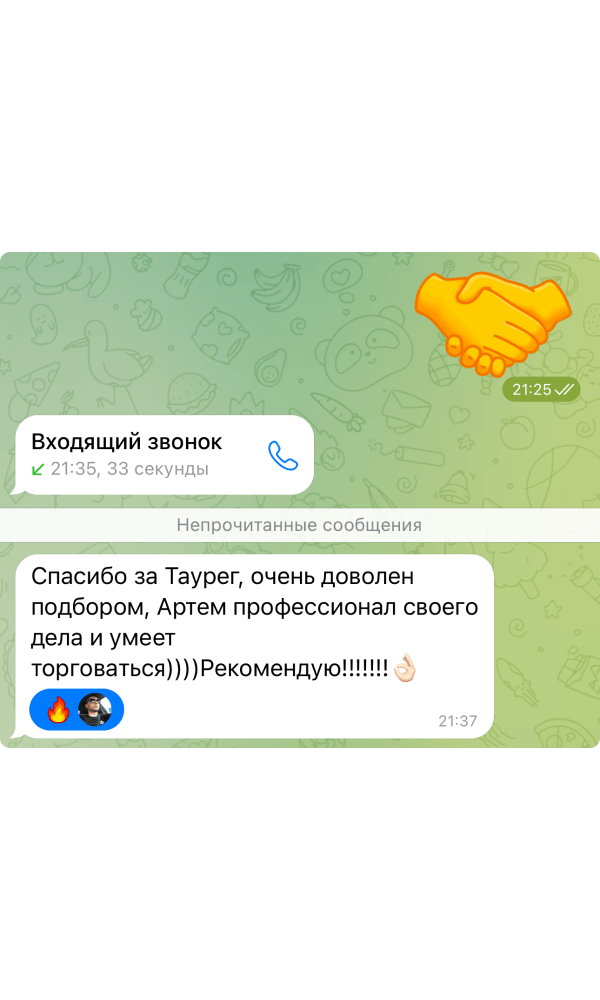 21:25
Входящий звонок
21:35, 33 секунды
Непрочитанные сообщения
Спасибо за Таурег, очень доволен
подбором, Артем профессионал своего
дела и умеет
торговаться))))Рекомендую!!!!!!!👌🏻
21:37